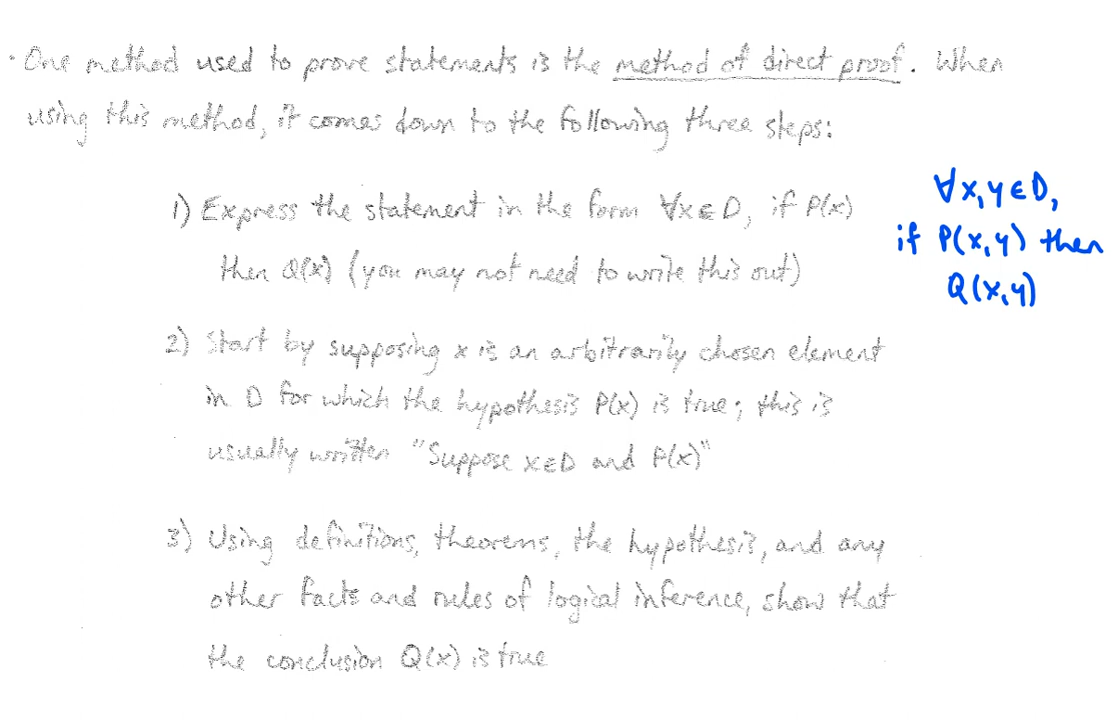 · One method used to prove statements is the method of direct proof. When
using this method, it comes down to the following three steps:
1) Express the statement in the form ∀x∈D, if P(x)
then Q(x) (you may not need to write this out)
∀x,y∈D,
if P(x,y) then
Q(x,y)
2) Start by supposing x is an arbitrarily chosen element
in D for which the hypothesis P(x) is true; this is
usually written "Suppose x∈D and P(x)"
3) Using definitions, theorems, the hypothesis, and any
other facts and rules of logical inference, show that
the conclusion Q(x) is true